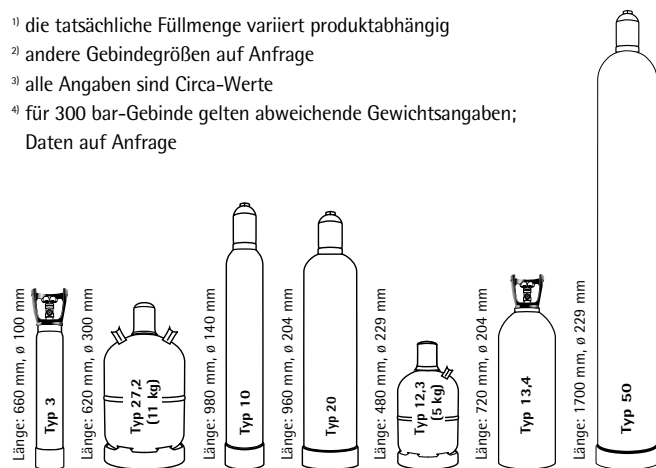 1) die tatsächliche Füllmenge variiert produktabhängig
2) andere Gebindegrößen auf Anfrage
3) alle Angaben sind Circa-Werte
4) für 300 bar-Gebinde gelten abweichende Gewichtsangaben;
Daten auf Anfrage
Länge: 660 mm, ø 100 mm
Typ 3
Länge: 620 mm, ø 300 mm
Typ 27,2
(11 kg)
Länge: 980 mm, ø 140 mm
Typ 10
Länge: 960 mm, ø 204 mm
Typ 20
Länge: 480 mm, ø 229 mm
Typ 12,3
(5 kg)
Länge: 720 mm, ø 204 mm
Typ 13,4
Länge: 1700 mm, ø 229 mm
Typ 50